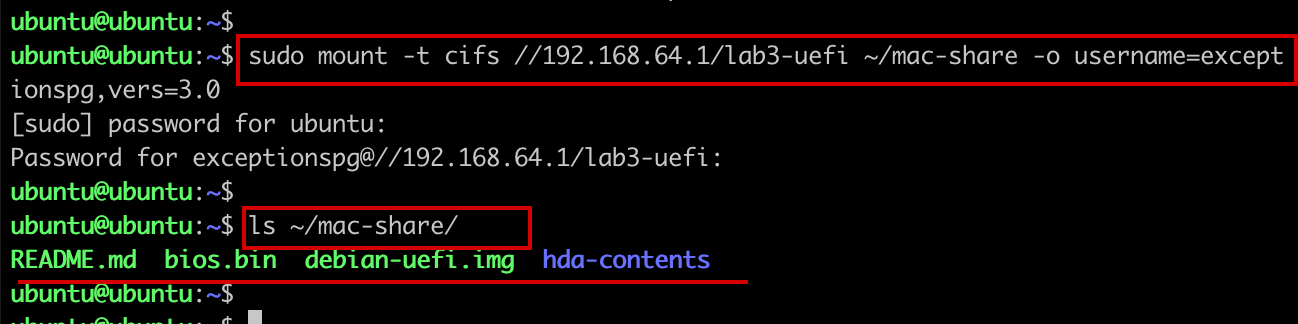 ubuntu@ubuntu:~$
ubuntu@ubuntu:~$ sudo mount -t cifs //192.168.64.1/lab3-uefi ~/mac-share -o username=except
ionspg,vers=3.0
[sudo] password for ubuntu:
Password for exceptionspg@//192.168.64.1/lab3-uefi:
ubuntu@ubuntu:~$
ubuntu@ubuntu:~$ ls ~/mac-share/
README.md  bios.bin  debian-uefi.img  hda-contents
ubuntu@ubuntu:~$
ubuntu@ubuntu:~$